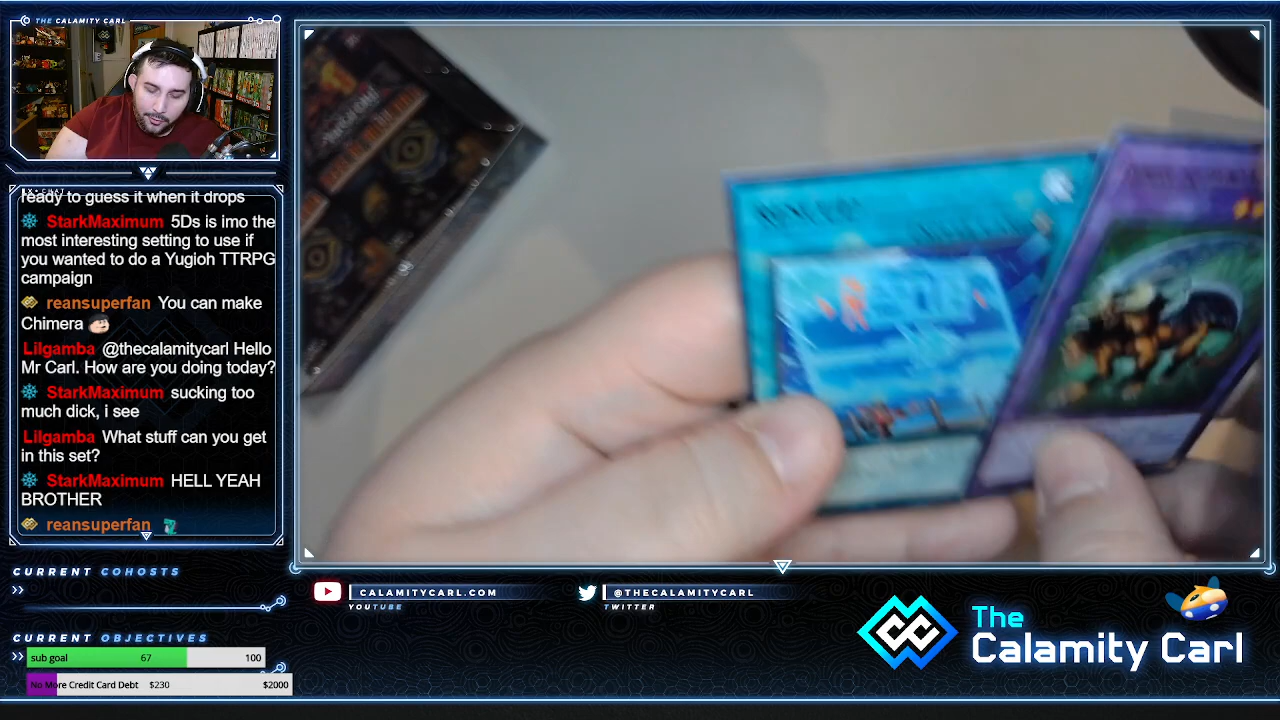 THE CALAMITY CARL
ready to guess it when it drops
StarkMaximum 5Ds is imo the
most interesting setting to use if
you wanted to do a Yugioh TTRPG
campaign
reansuperfan You can make
Chimera
Lilgamba @thecalamitycarl Hello
Mr Carl. How are you doing today?
StarkMaximum sucking too
much dick, i see
Lilgamba What stuff can you get
in this set?
StarkMaximum HELL YEAH
BROTHER
reansuperfan
CURRENT COHOSTS
CURRENT OBJECTIVES
sub goal 67 100
No More Credit Card Debt $230 $2000
CALAMITYCARL.COM
YOUTUBE
@THECALAMITYCARL
TWITTER
The
Calamity Carl